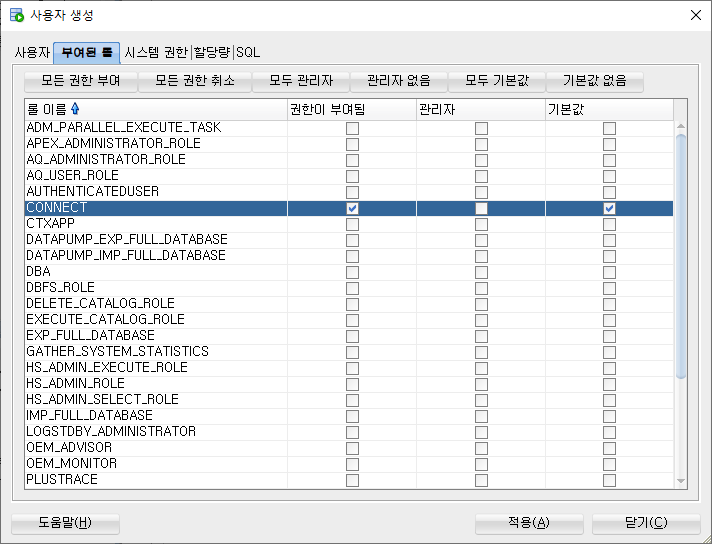 사용자 생성
사용자 부여된 롤 시스템 권한 할당량 SQL
모든 권한 부여 모든 권한 취소 모두 관리자 관리자 없음 모두 기본값 기본값 없음
롤 이름 권한이 부여됨 관리자 기본값
ADM_PARALLEL_EXECUTE_TASK
APEX_ADMINISTRATOR_ROLE
AQ_ADMINISTRATOR_ROLE
AQ_USER_ROLE
AUTHENTICATEDUSER
CONNECT
CTXAPP
DATAPUMP_EXP_FULL_DATABASE
DATAPUMP_IMP_FULL_DATABASE
DBA
DBFS_ROLE
DELETE_CATALOG_ROLE
EXECUTE_CATALOG_ROLE
EXP_FULL_DATABASE
GATHER_SYSTEM_STATISTICS
HS_ADMIN_EXECUTE_ROLE
HS_ADMIN_ROLE
HS_ADMIN_SELECT_ROLE
IMP_FULL_DATABASE
LOGSTDBY_ADMINISTRATOR
OEM_ADVISOR
OEM_MONITOR
PLUSTRACE
도움말(H) 적용(A) 닫기(C)